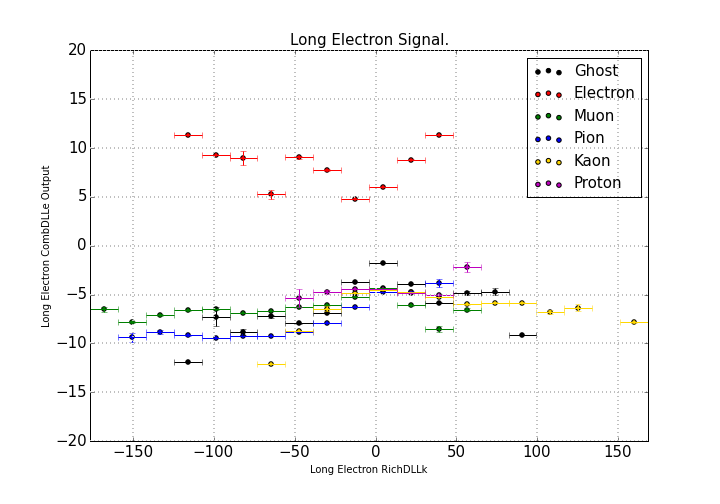 Long Electron Signal.
20
15
10
5
0
−5
−10
−15
−20
Long Electron CombDLLe Output
Ghost
Electron
Muon
Pion
Kaon
Proton
−150 −100 −50 0 50 100 150
Long Electron RichDLLk